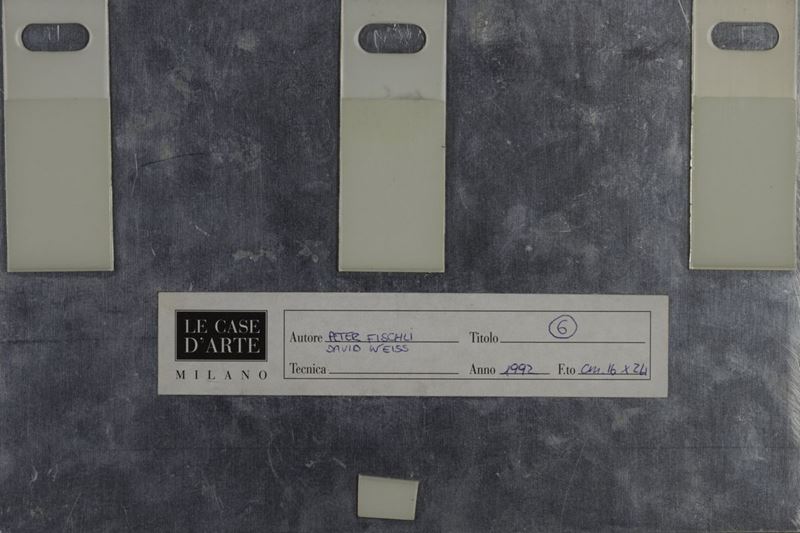 LE CASE
D'ARTE
MILANO
Autore PETER FISCHLI
DAVID WEISS
Titolo 6
Tecnica
Anno 1992 F.to cm. 16 x 24